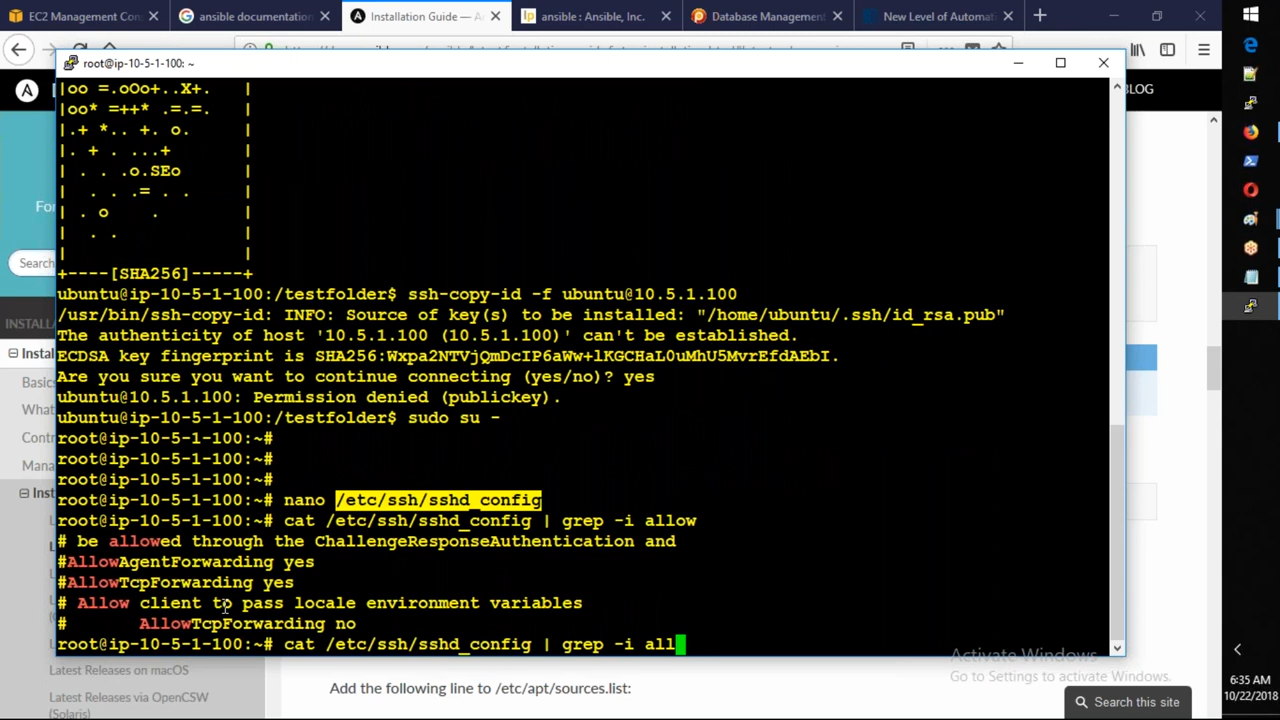 EC2 Management Con
ansible documentation
Installation Guide — A
ansible : Ansible, Inc.
Database Management
New Level of Automati
root@ip-10-5-1-100: ~
BLOG
For
Search
INSTALLA
Instal
Basics
What
Contr
Mana
Inst
|oo =.oOo+..X+. |
|oo* =++* .=.=. |
|.+ *.. +. o. |
|. + . ...+ |
| . . .o.SEo |
| . . .= . . |
| . o . |
| . . |
| |
+----[SHA256]-----+
ubuntu@ip-10-5-1-100:/testfolder$ ssh-copy-id -f ubuntu@10.5.1.100
/usr/bin/ssh-copy-id: INFO: Source of key(s) to be installed: "/home/ubuntu/.ssh/id_rsa.pub"
The authenticity of host '10.5.1.100 (10.5.1.100)' can't be established.
ECDSA key fingerprint is SHA256:Wxpa2NTVjQmDcIP6aWw+lKGCHaL0uMhU5MvrEfdAEbI.
Are you sure you want to continue connecting (yes/no)? yes
ubuntu@10.5.1.100: Permission denied (publickey).
ubuntu@ip-10-5-1-100:/testfolder$ sudo su -
root@ip-10-5-1-100:~#
root@ip-10-5-1-100:~#
root@ip-10-5-1-100:~#
root@ip-10-5-1-100:~# nano /etc/ssh/sshd_config
root@ip-10-5-1-100:~# cat /etc/ssh/sshd_config | grep -i allow
# be allowed through the ChallengeResponseAuthentication and
#AllowAgentForwarding yes
#AllowTcpForwarding yes
# Allow client to pass locale environment variables
# AllowTcpForwarding no
root@ip-10-5-1-100:~# cat /etc/ssh/sshd_config | grep -i all
Latest Releases on macOS
Latest Releases via OpenCSW
(Solaris)
Add the following line to /etc/apt/sources.list:
Activate Windows
Go to Settings to activate Windows.
Search this site
6:35 AM
10/22/2018